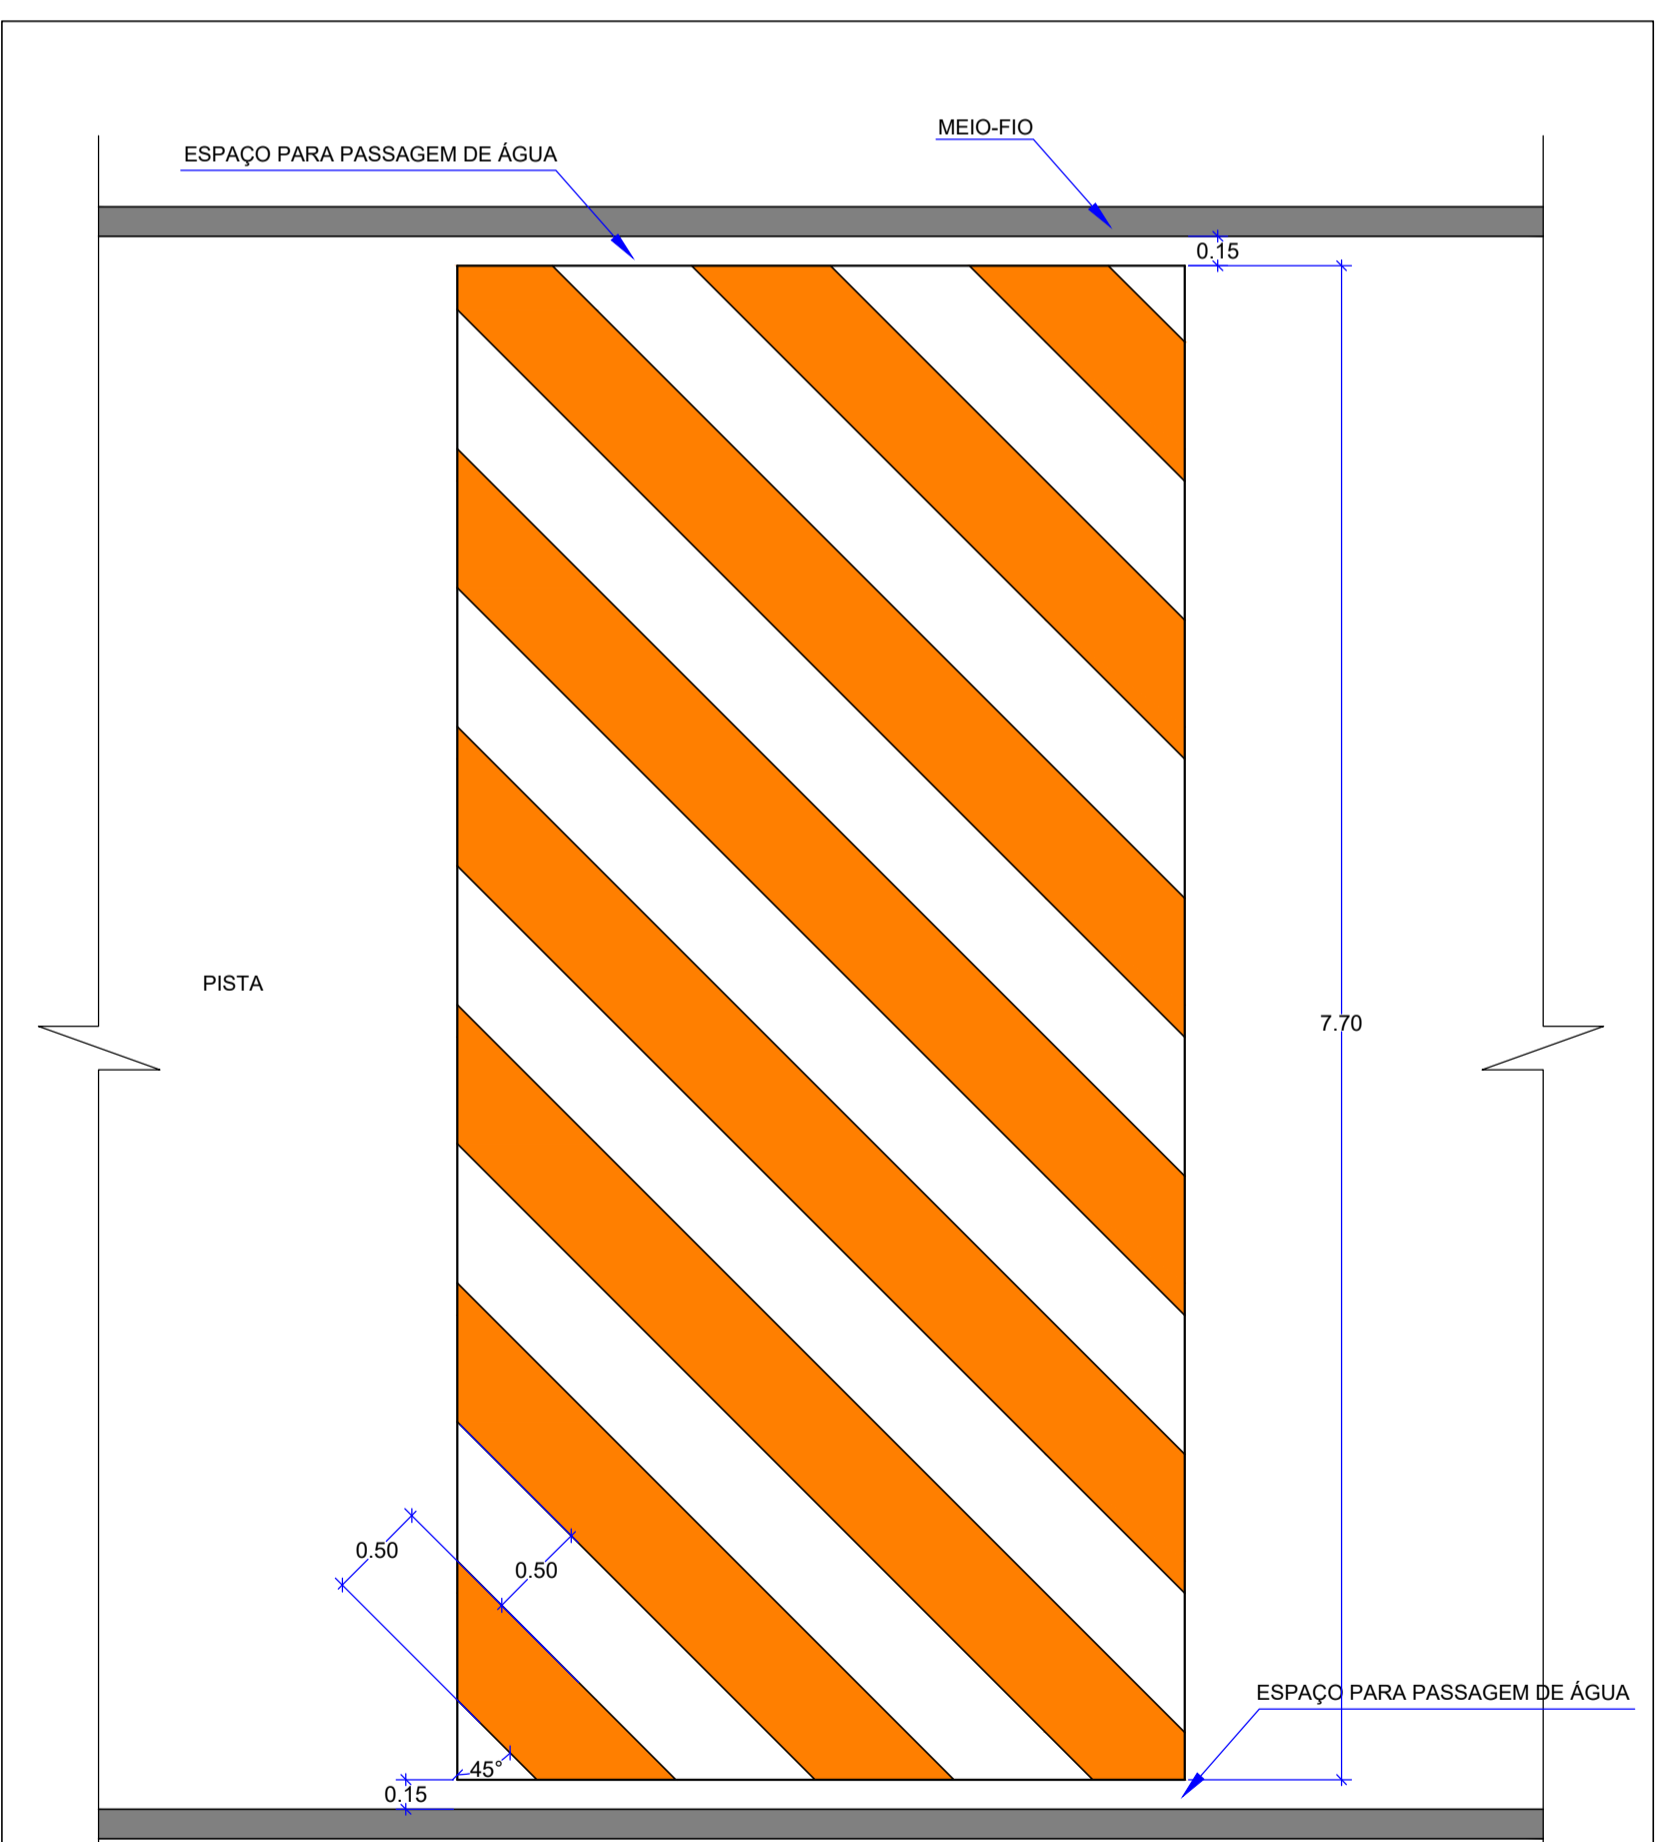 MEIO-FIO
ESPAÇO PARA PASSAGEM DE ÁGUA
0.15
PISTA
7.70
0.50
0.50
ESPAÇO PARA PASSAGEM DE ÁGUA
45°
0.15